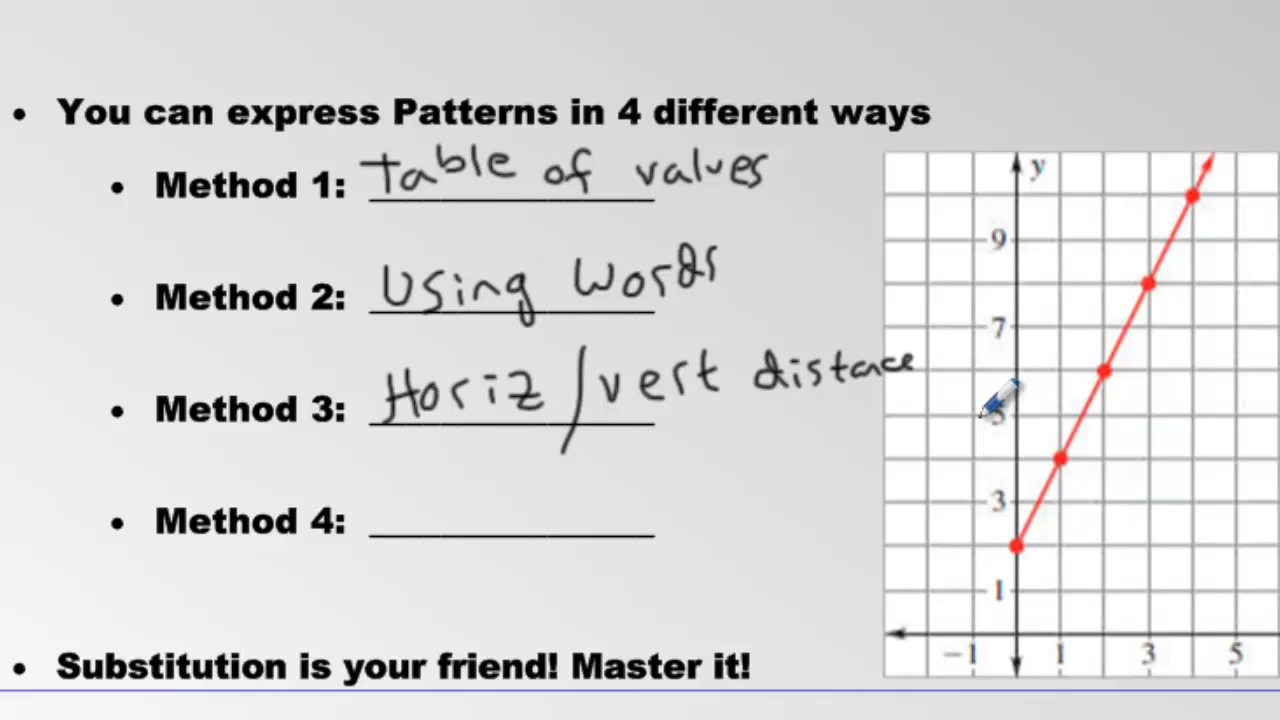 • You can express Patterns in 4 different ways
• Method 1: Table of values
• Method 2: Using Words
• Method 3: Horiz/vert distance
• Method 4: ____________
• Substitution is your friend! Master it!
y
9
7
5
3
1
−1 1 3 5